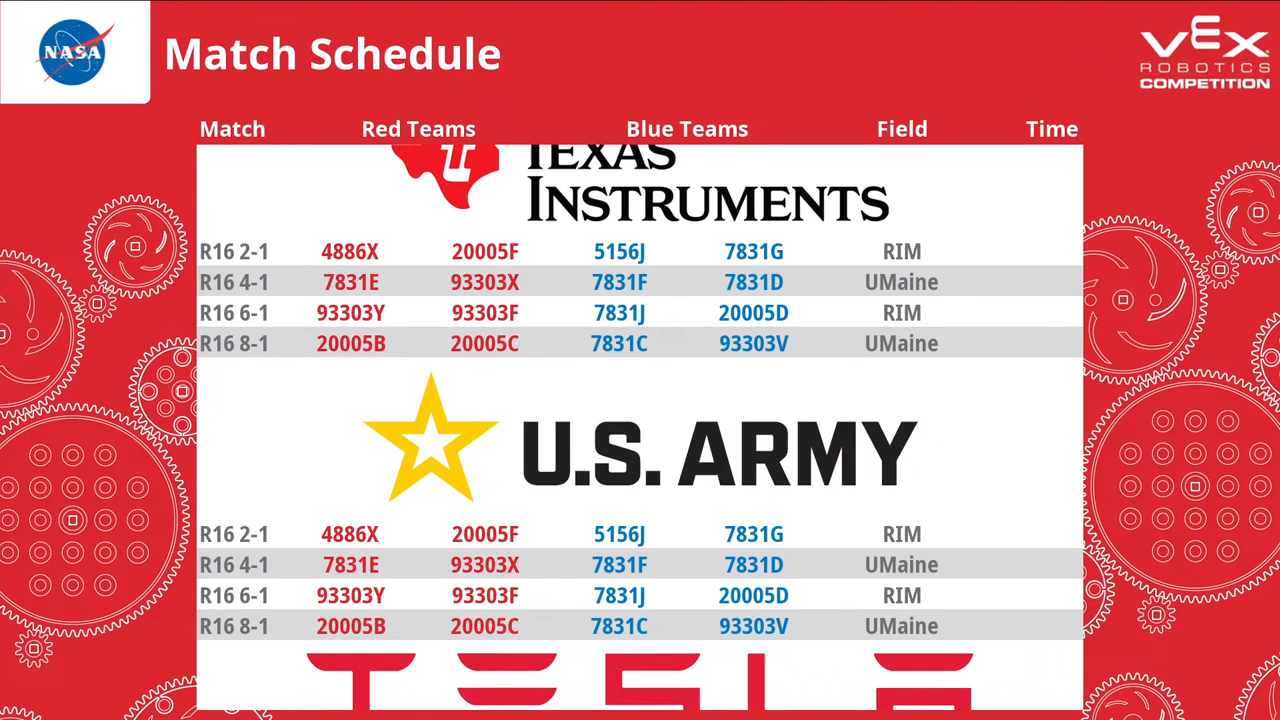 NASA
Match Schedule
VEX
ROBOTICS
COMPETITION
Match Red Teams Blue Teams Field Time
TEXAS
INSTRUMENTS
R16 2-1 4886X 20005F 5156J 7831G RIM
R16 4-1 7831E 93303X 7831F 7831D UMaine
R16 6-1 93303Y 93303F 7831J 20005D RIM
R16 8-1 20005B 20005C 7831C 93303V UMaine
U.S. ARMY
R16 2-1 4886X 20005F 5156J 7831G RIM
R16 4-1 7831E 93303X 7831F 7831D UMaine
R16 6-1 93303Y 93303F 7831J 20005D RIM
R16 8-1 20005B 20005C 7831C 93303V UMaine
TESLA